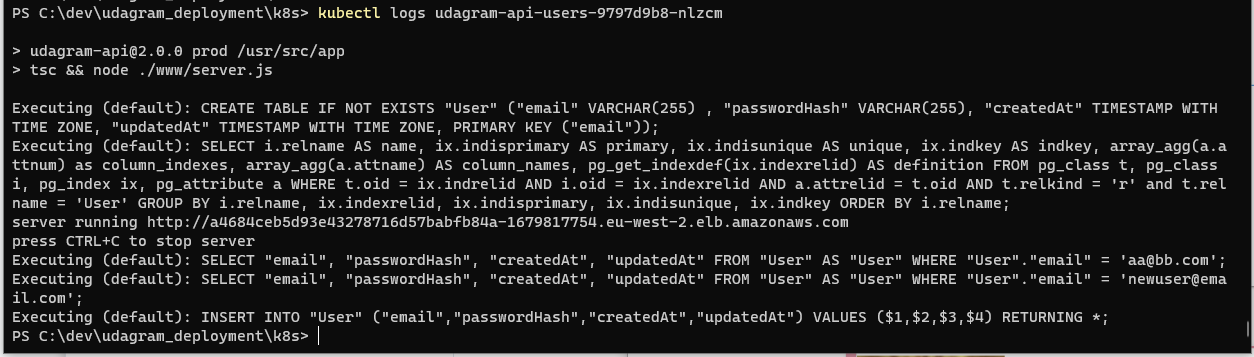 PS C:\dev\udagram_deployment\k8s> kubectl logs udagram-api-users-9797d9b8-nlzcm
> udagram-api@2.0.0 prod /usr/src/app
> tsc && node ./www/server.js
Executing (default): CREATE TABLE IF NOT EXISTS "User" ("email" VARCHAR(255) , "passwordHash" VARCHAR(255), "createdAt" TIMESTAMP WITH
TIME ZONE, "updatedAt" TIMESTAMP WITH TIME ZONE, PRIMARY KEY ("email"));
Executing (default): SELECT i.relname AS name, ix.indisprimary AS primary, ix.indisunique AS unique, ix.indkey AS indkey, array_agg(a.a
ttnum) as column_indexes, array_agg(a.attname) AS column_names, pg_get_indexdef(ix.indexrelid) AS definition FROM pg_class t, pg_class
i, pg_index ix, pg_attribute a WHERE t.oid = ix.indrelid AND i.oid = ix.indexrelid AND a.attrelid = t.oid AND t.relkind = 'r' and t.rel
name = 'User' GROUP BY i.relname, ix.indexrelid, ix.indisprimary, ix.indisunique, ix.indkey ORDER BY i.relname;
server running http://a4684ceb5d93e43278716d57babfb84a-1679817754.eu-west-2.elb.amazonaws.com
press CTRL+C to stop server
Executing (default): SELECT "email", "passwordHash", "createdAt", "updatedAt" FROM "User" AS "User" WHERE "User"."email" = 'aa@bb.com';
Executing (default): SELECT "email", "passwordHash", "createdAt", "updatedAt" FROM "User" AS "User" WHERE "User"."email" = 'newuser@ema
il.com';
Executing (default): INSERT INTO "User" ("email","passwordHash","createdAt","updatedAt") VALUES ($1,$2,$3,$4) RETURNING *;
PS C:\dev\udagram_deployment\k8s>